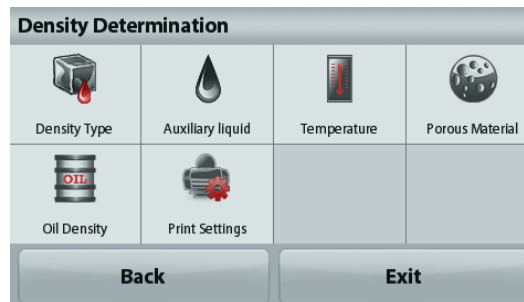 Density Determination
Density Type
Auxiliary liquid
Temperature
Porous Material
OIL
Oil Density
Print Settings
Back
Exit